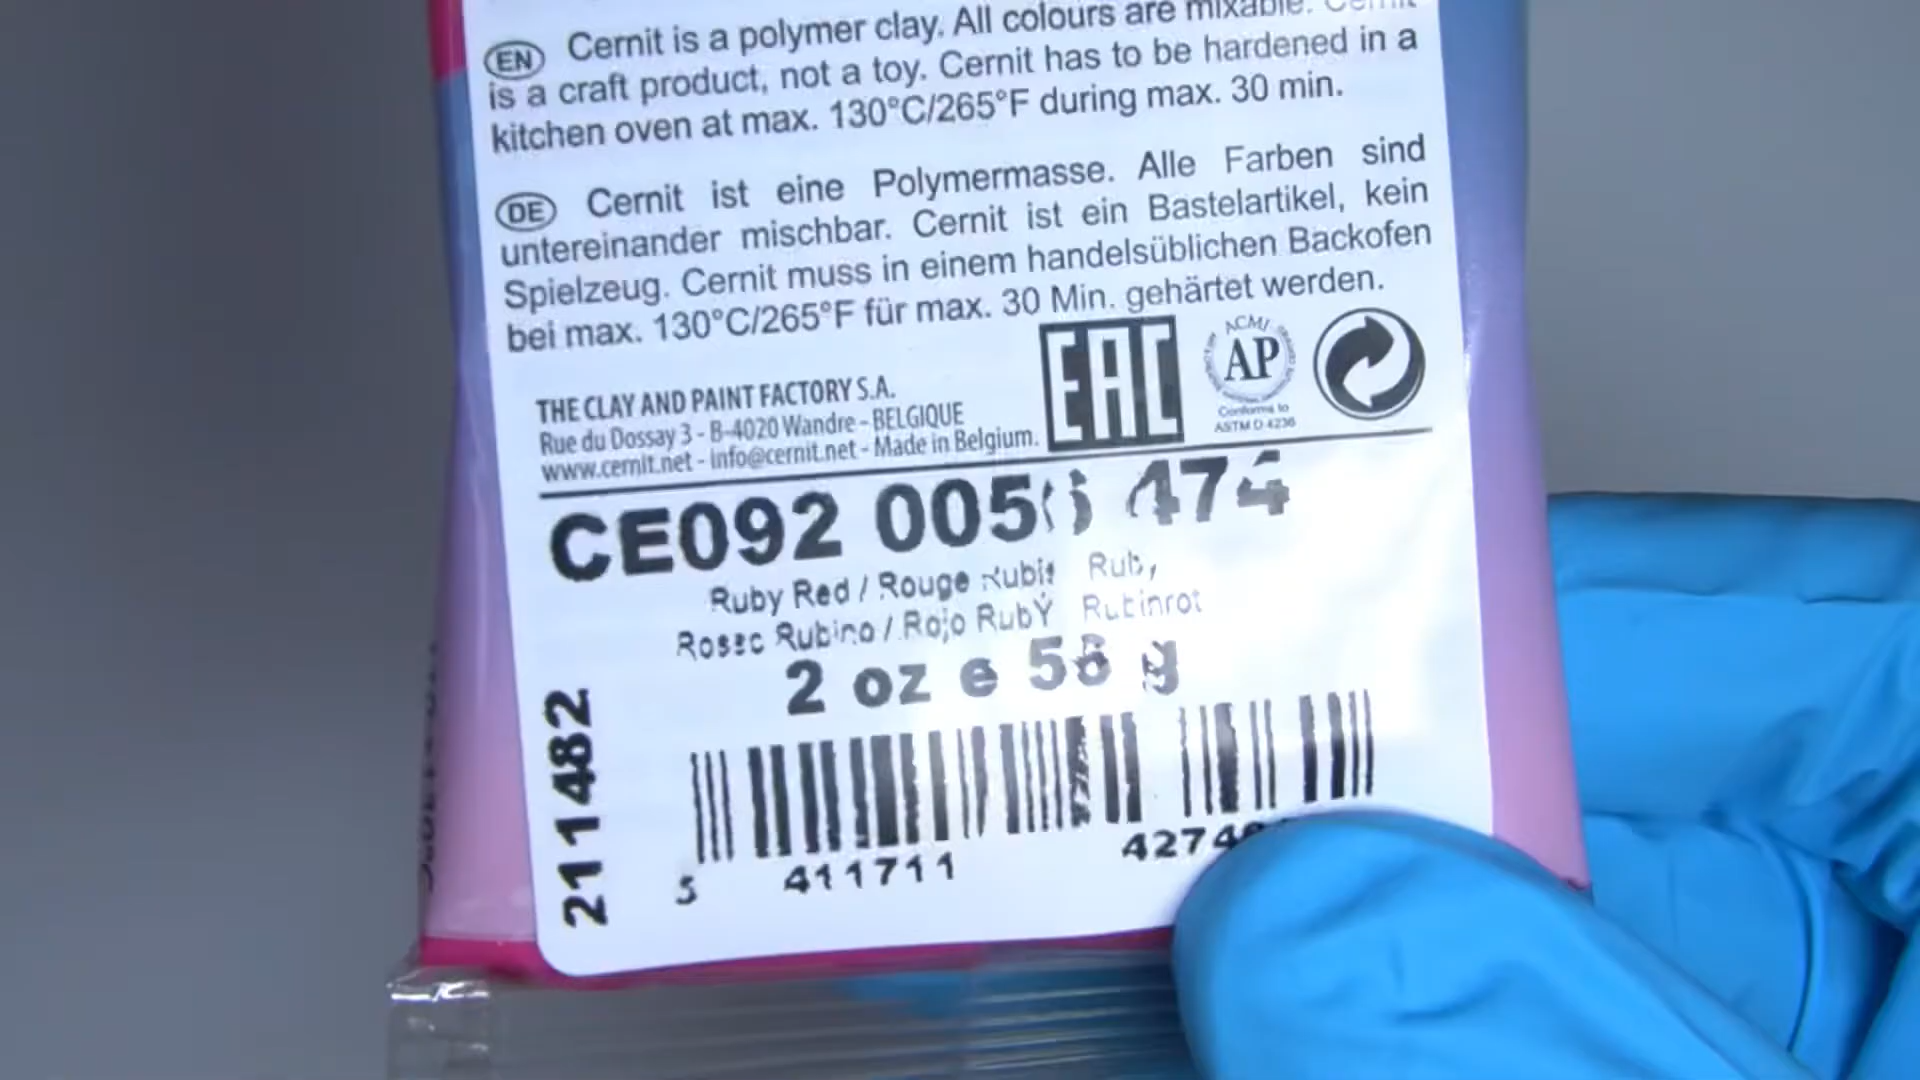 EN Cernit is a polymer clay. All colours are mixable. Cernit
is a craft product, not a toy. Cernit has to be hardened in a
kitchen oven at max. 130°C/265°F during max. 30 min.
DE Cernit ist eine Polymermasse. Alle Farben sind
untereinander mischbar. Cernit ist ein Bastelartikel, kein
Spielzeug. Cernit muss in einem handelsüblichen Backofen
bei max. 130°C/265°F für max. 30 Min. gehärtet werden.
THE CLAY AND PAINT FACTORY S.A.
Rue du Dossay 3 - B-4020 Wandre - BELGIQUE
www.cernit.net - info@cernit.net - Made in Belgium.
EAC
ACMI
AP
Conforms to
ASTM D 4236
CE092 005 474
Ruby Red / Rouge Rubis
Rubino / Rojo Ruby Rubinrot
2 oz e 56 g
211482
5 411711